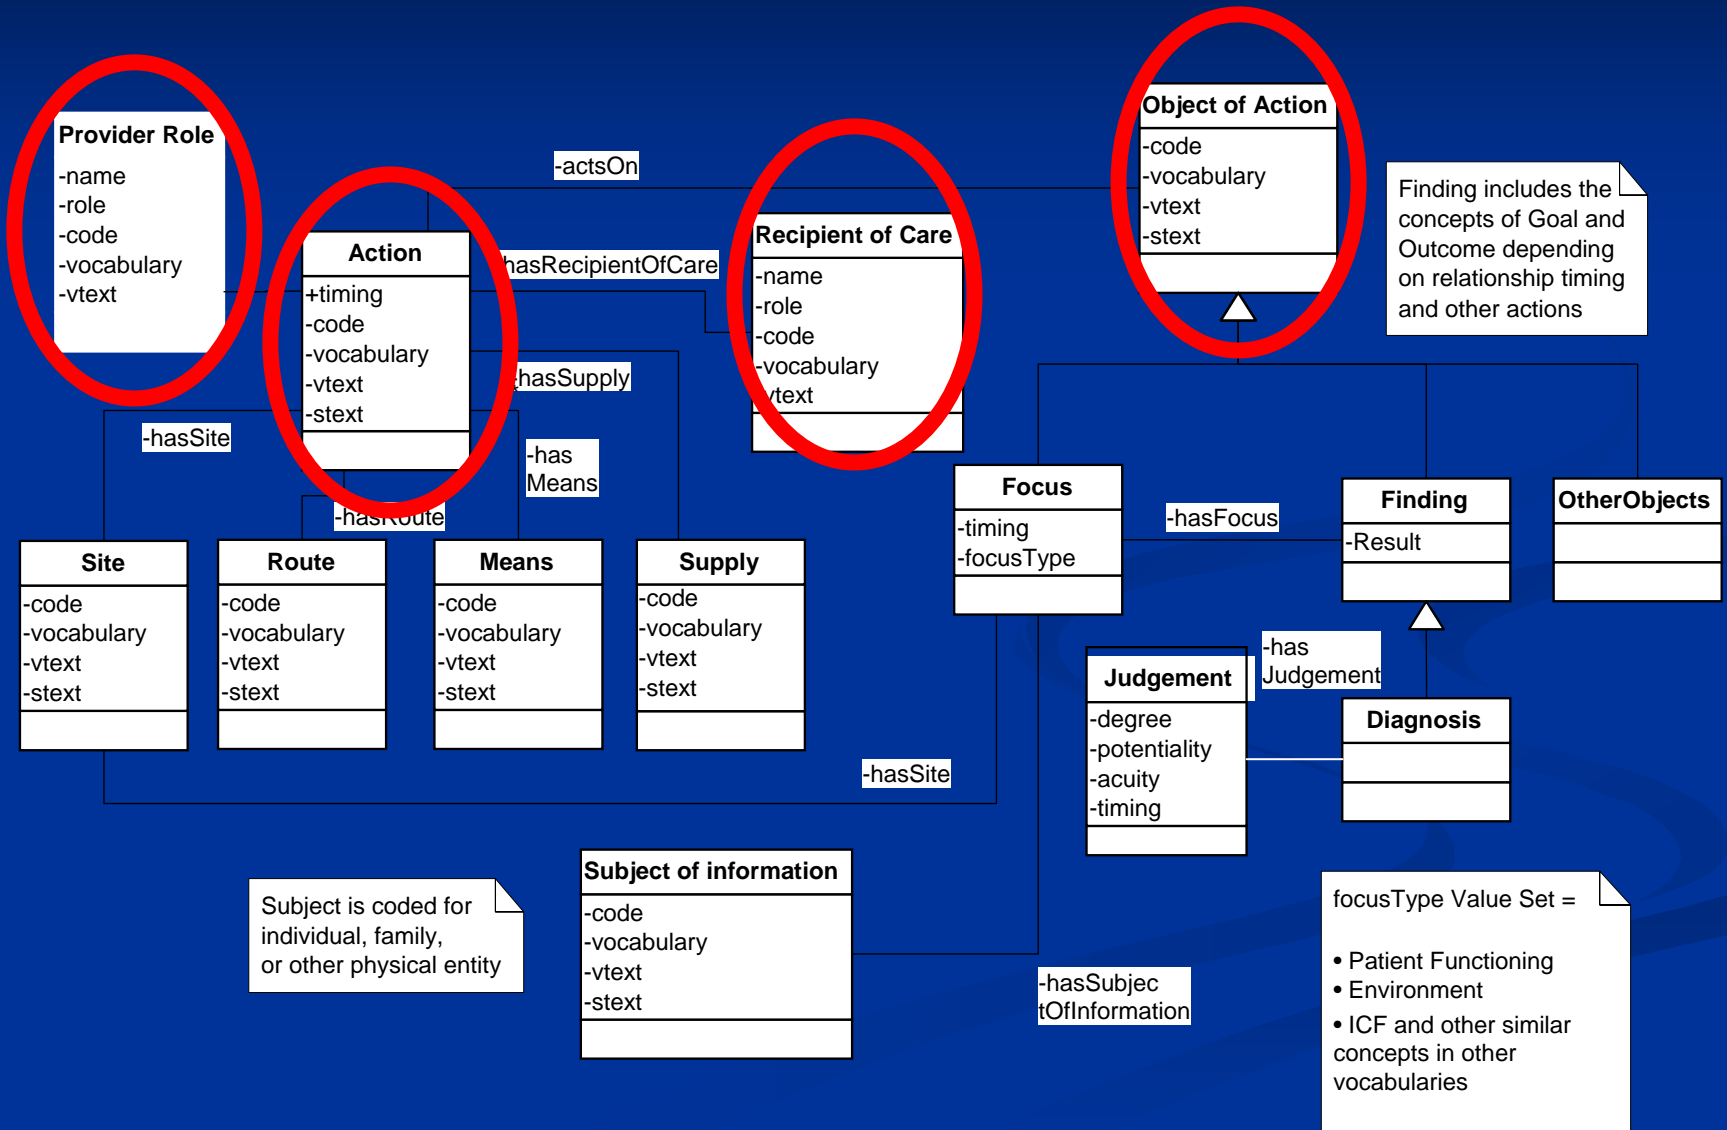 Provider Role
-name
-role
-code
-vocabulary
-vtext
Action
+timing
-code
-vocabulary
-vtext
-stext
-actsOn
hasRecipientOfCare
-hasSupply
-hasSite
-has
Means
-hasRoute
Recipient of Care
-name
-role
-code
-vocabulary
-vtext
Object of Action
-code
-vocabulary
-vtext
-stext
Finding includes the
concepts of Goal and
Outcome depending
on relationship timing
and other actions
Site
-code
-vocabulary
-vtext
-stext
Route
-code
-vocabulary
-vtext
-stext
Means
-code
-vocabulary
-vtext
-stext
Supply
-code
-vocabulary
-vtext
-stext
Focus
-timing
-focusType
-hasFocus
Finding
-Result
OtherObjects
-has
Judgement
Judgement
-degree
-potentiality
-acuity
-timing
Diagnosis
-hasSite
Subject is coded for
individual, family,
or other physical entity
Subject of information
-code
-vocabulary
-vtext
-stext
-hasSubjec
tOfInformation
focusType Value Set =
• Patient Functioning
• Environment
• ICF and other similar
concepts in other
vocabularies